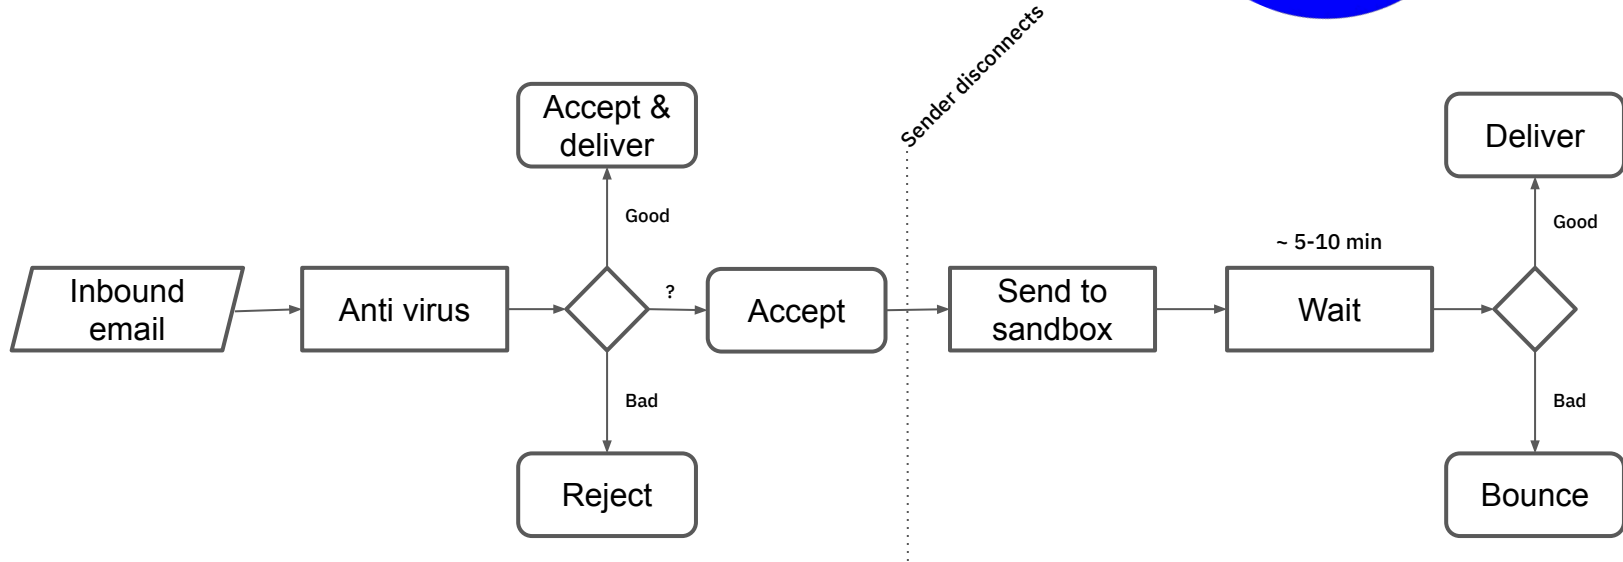 Sender disconnects
Accept &
deliver
Deliver
Good
Good
~ 5-10 min
Inbound
email
Anti virus
?
Accept
Send to
sandbox
Wait
Bad
Bad
Reject
Bounce